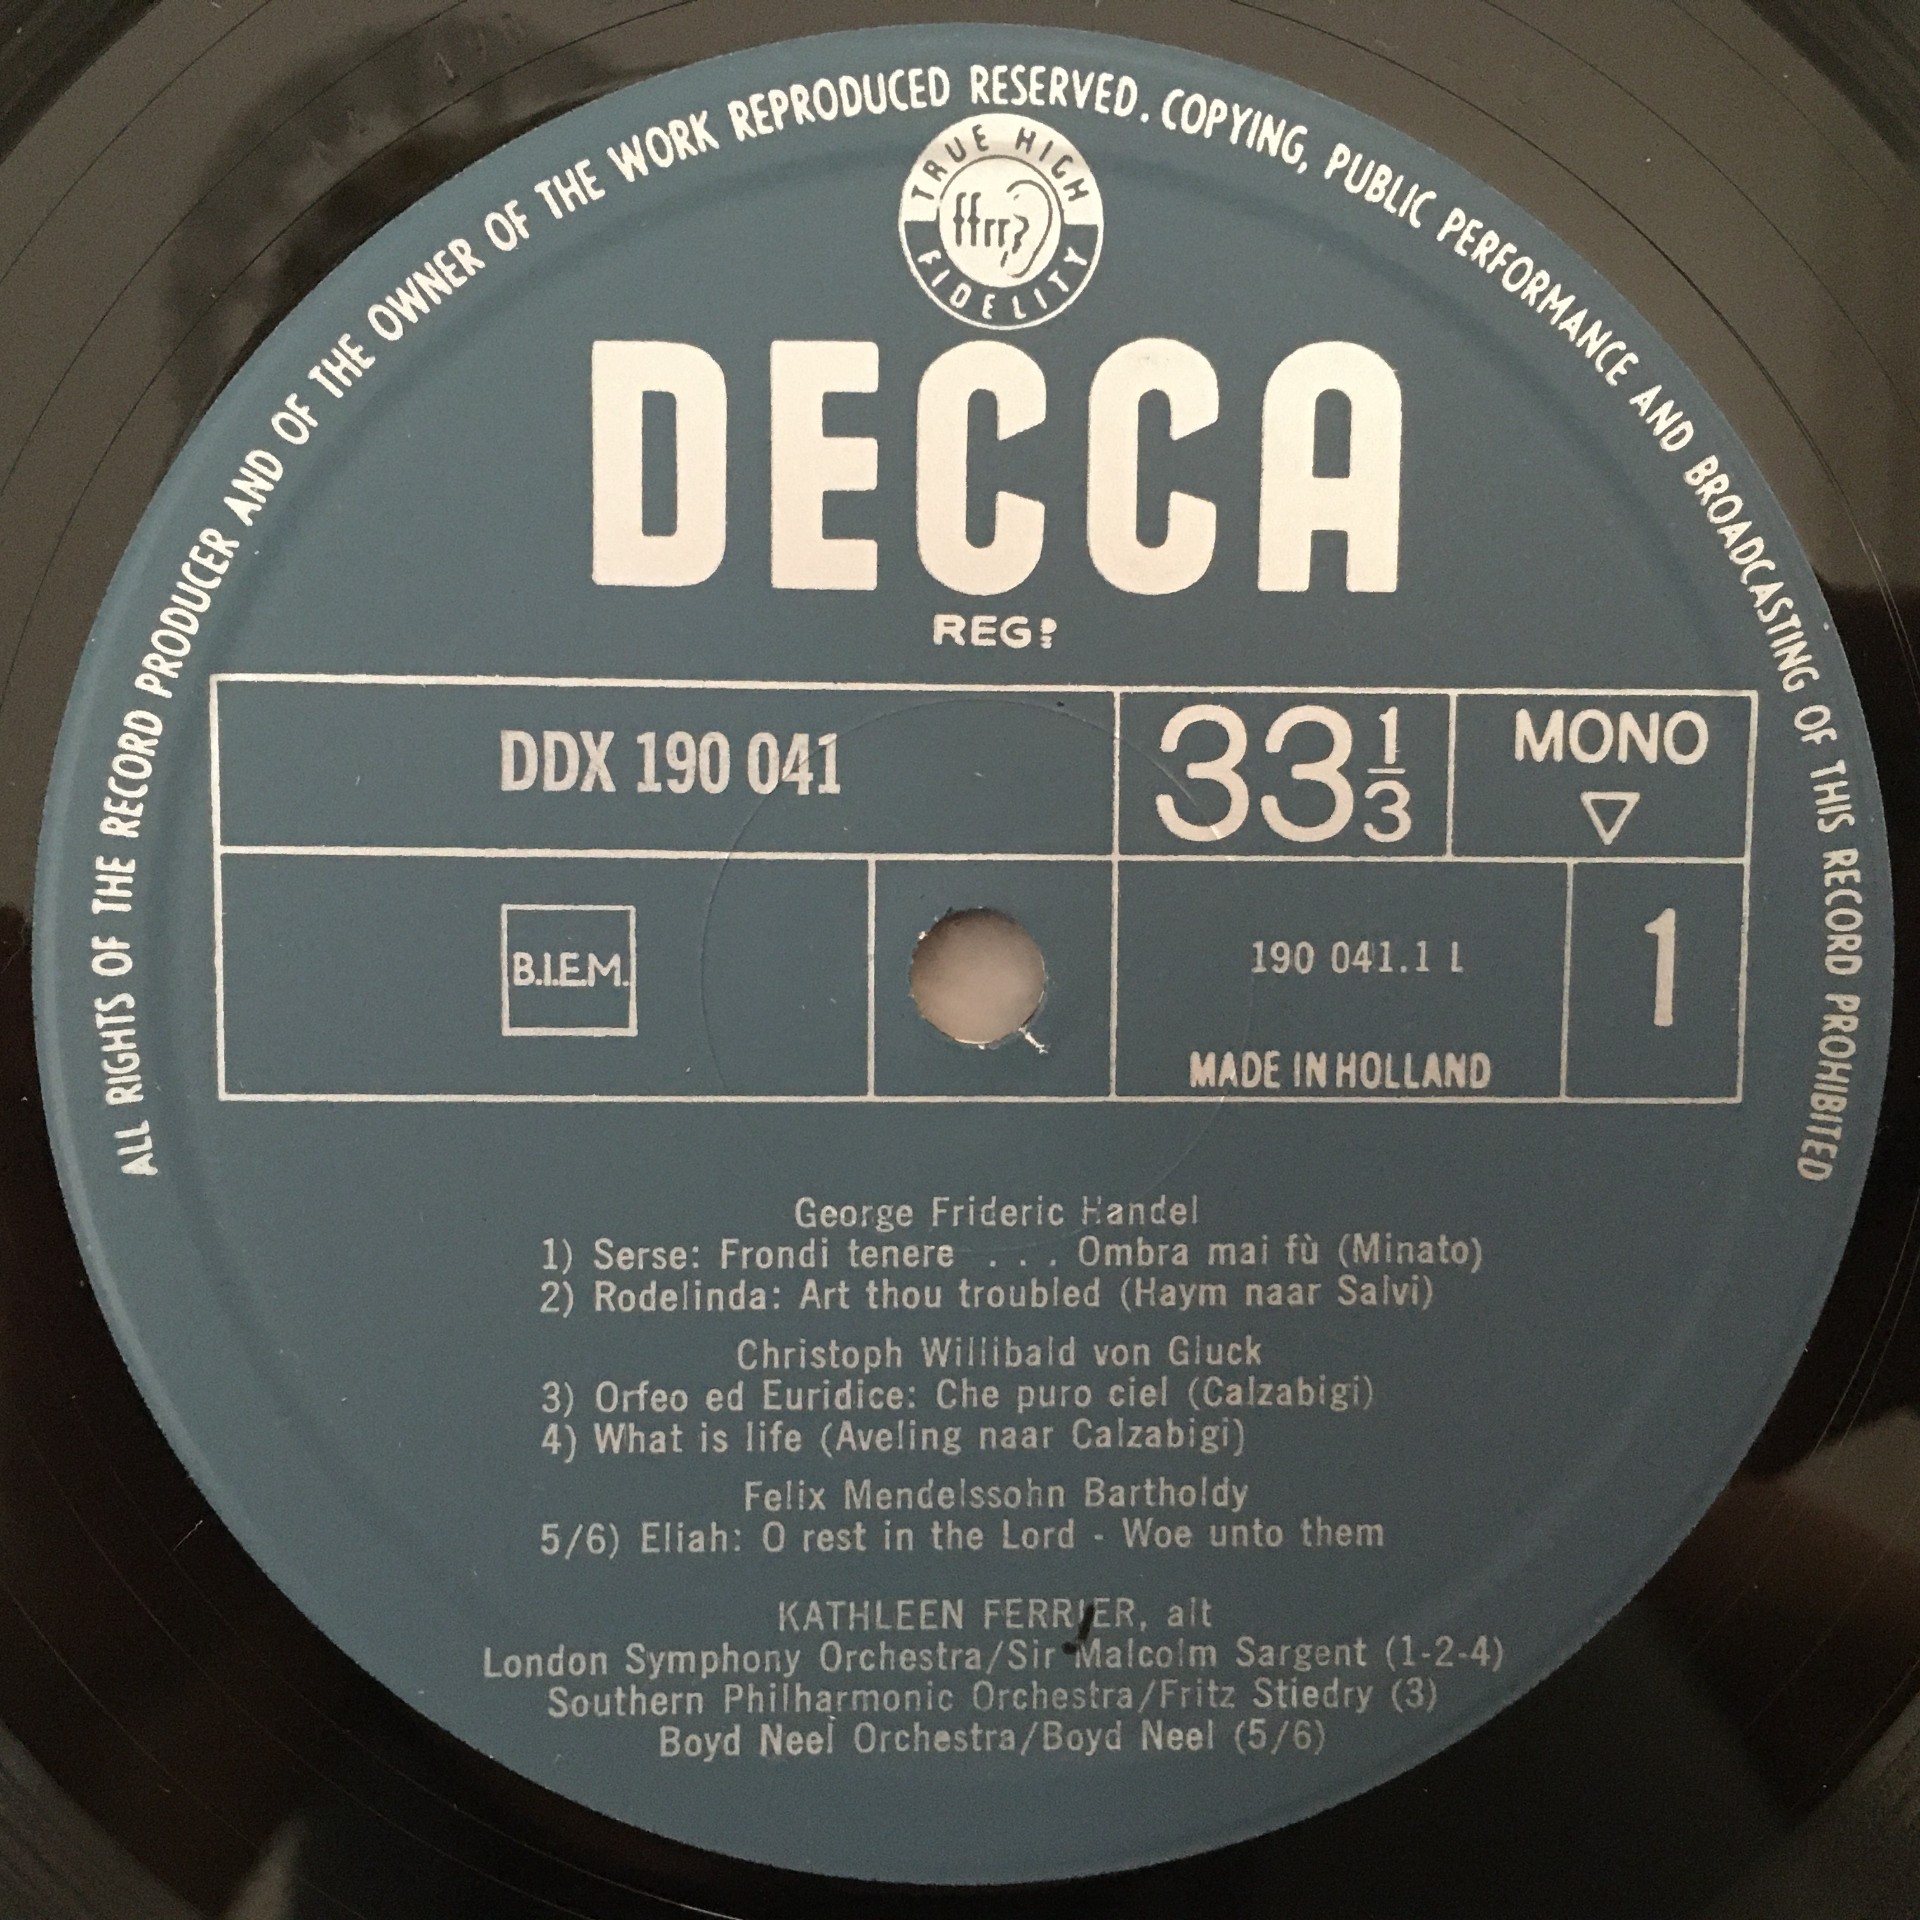 ALL RIGHTS OF THE RECORD PRODUCER AND OF THE OWNER OF THE WORK REPRODUCED RESERVED. COPYING, PUBLIC PERFORMANCE AND BROADCASTING OF THIS RECORD PROHIBITED
TRUE HIGH
ffrr
FIDELITY
DECCA
REGD
DDX 190 041
33 1/3
MONO
B.I.E.M.
190 041.1 L
1
MADE IN HOLLAND
George Frideric Handel
1) Serse: Frondi tenere . . . Ombra mai fù (Minato)
2) Rodelinda: Art thou troubled (Haym naar Salvi)
Christoph Willibald von Gluck
3) Orfeo ed Euridice: Che puro ciel (Calzabigi)
4) What is life (Aveling naar Calzabigi)
Felix Mendelssohn Bartholdy
5/6) Eliah: O rest in the Lord - Woe unto them
KATHLEEN FERRIER, alt
London Symphony Orchestra/Sir Malcolm Sargent (1-2-4)
Southern Philharmonic Orchestra/Fritz Stiedry (3)
Boyd Neel Orchestra/Boyd Neel (5/6)